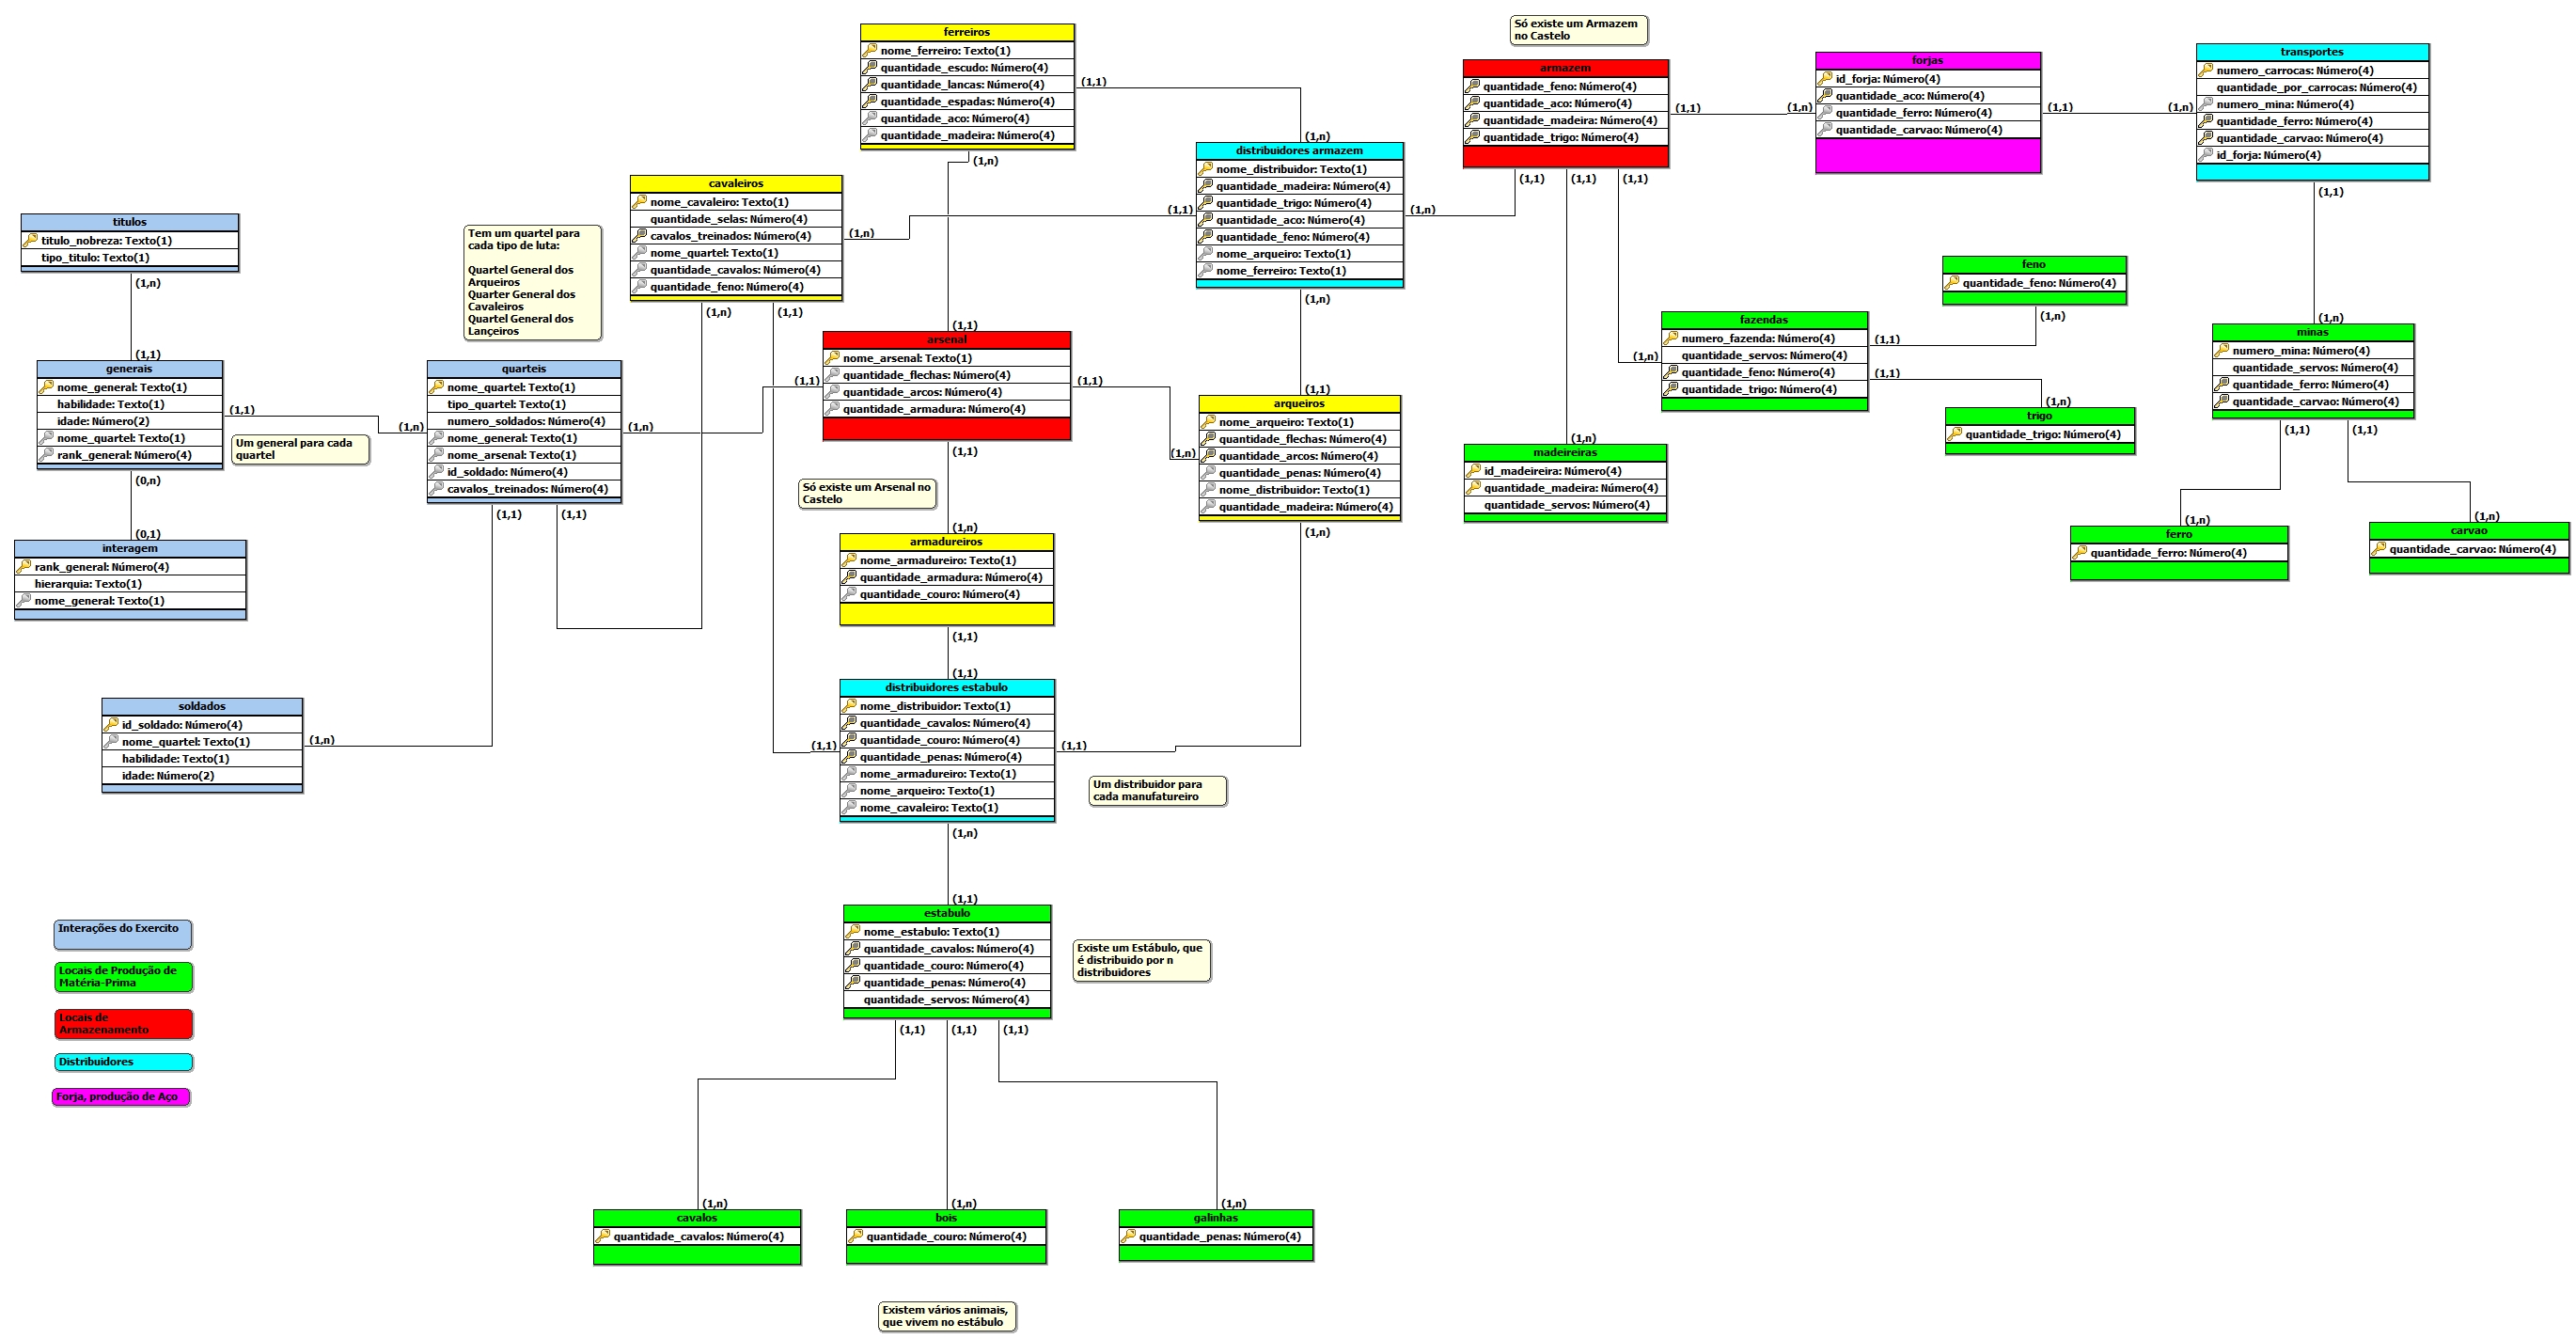 ferreiros
nome_ferreiro: Texto(1)
quantidade_escudo: Número(4)
quantidade_lancas: Número(4)
quantidade_espadas: Número(4)
quantidade_aco: Número(4)
quantidade_madeira: Número(4)
(1,1)
(1,n)
(1,n)
Só existe um Armazem
no Castelo
armazem
quantidade_feno: Número(4)
quantidade_aco: Número(4)
quantidade_madeira: Número(4)
quantidade_trigo: Número(4)
(1,1)
(1,n)
(1,1)
(1,1)
(1,1)
forjas
id_forja: Número(4)
quantidade_aco: Número(4)
quantidade_ferro: Número(4)
quantidade_carvao: Número(4)
(1,1)
(1,n)
transportes
numero_carrocas: Número(4)
quantidade_por_carrocas: Número(4)
numero_mina: Número(4)
quantidade_ferro: Número(4)
quantidade_carvao: Número(4)
id_forja: Número(4)
(1,1)
(1,n)
distribuidores armazem
nome_distribuidor: Texto(1)
quantidade_madeira: Número(4)
quantidade_trigo: Número(4)
quantidade_aco: Número(4)
quantidade_feno: Número(4)
nome_arqueiro: Texto(1)
nome_ferreiro: Texto(1)
(1,1)
(1,n)
(1,n)
(1,1)
cavaleiros
nome_cavaleiro: Texto(1)
quantidade_selas: Número(4)
cavalos_treinados: Número(4)
nome_quartel: Texto(1)
quantidade_cavalos: Número(4)
quantidade_feno: Número(4)
(1,n)
(1,n)
(1,1)
titulos
titulo_nobreza: Texto(1)
tipo_titulo: Texto(1)
(1,n)
(1,1)
Tem um quartel para
cada tipo de luta:
Quartel General dos
Arqueiros
Quarter General dos
Cavaleiros
Quartel General dos
Lançeiros
generais
nome_general: Texto(1)
habilidade: Texto(1)
idade: Número(2)
nome_quartel: Texto(1)
rank_general: Número(4)
(1,1)
(1,n)
(0,n)
(0,1)
Um general para cada
quartel
quarteis
nome_quartel: Texto(1)
tipo_quartel: Texto(1)
numero_soldados: Número(4)
nome_general: Texto(1)
nome_arsenal: Texto(1)
id_soldado: Número(4)
cavalos_treinados: Número(4)
(1,n)
(1,1)
(1,1)
(1,1)
(1,1)
arsenal
nome_arsenal: Texto(1)
quantidade_flechas: Número(4)
quantidade_arcos: Número(4)
quantidade_armadura: Número(4)
(1,1)
(1,n)
(1,1)
Só existe um Arsenal no
Castelo
(1,n)
arqueiros
nome_arqueiro: Texto(1)
quantidade_flechas: Número(4)
quantidade_arcos: Número(4)
quantidade_penas: Número(4)
nome_distribuidor: Texto(1)
quantidade_madeira: Número(4)
(1,n)
feno
quantidade_feno: Número(4)
(1,n)
fazendas
numero_fazenda: Número(4)
quantidade_servos: Número(4)
quantidade_feno: Número(4)
quantidade_trigo: Número(4)
(1,n)
(1,1)
(1,1)
(1,n)
trigo
quantidade_trigo: Número(4)
minas
numero_mina: Número(4)
quantidade_servos: Número(4)
quantidade_ferro: Número(4)
quantidade_carvao: Número(4)
(1,1)
(1,1)
(1,n)
madeireiras
id_madeireira: Número(4)
quantidade_madeira: Número(4)
quantidade_servos: Número(4)
(1,n)
ferro
quantidade_ferro: Número(4)
(1,n)
carvao
quantidade_carvao: Número(4)
interagem
rank_general: Número(4)
hierarquia: Texto(1)
nome_general: Texto(1)
armadureiros
nome_armadureiro: Texto(1)
quantidade_armadura: Número(4)
quantidade_couro: Número(4)
(1,1)
(1,1)
soldados
id_soldado: Número(4)
nome_quartel: Texto(1)
habilidade: Texto(1)
idade: Número(2)
(1,n)
distribuidores estabulo
nome_distribuidor: Texto(1)
quantidade_cavalos: Número(4)
quantidade_couro: Número(4)
quantidade_penas: Número(4)
nome_armadureiro: Texto(1)
nome_arqueiro: Texto(1)
nome_cavaleiro: Texto(1)
(1,1)
(1,1)
(1,n)
Um distribuidor para
cada manufatureiro
(1,1)
estabulo
nome_estabulo: Texto(1)
quantidade_cavalos: Número(4)
quantidade_couro: Número(4)
quantidade_penas: Número(4)
quantidade_servos: Número(4)
(1,1)
(1,1)
(1,1)
Existe um Estábulo, que
é distribuido por n
distribuidores
Interações do Exercito
Locais de Produção de
Matéria-Prima
Locais de
Armazenamento
Distribuidores
Forja, produção de Aço
(1,n)
cavalos
quantidade_cavalos: Número(4)
(1,n)
bois
quantidade_couro: Número(4)
(1,n)
galinhas
quantidade_penas: Número(4)
Existem vários animais,
que vivem no estábulo